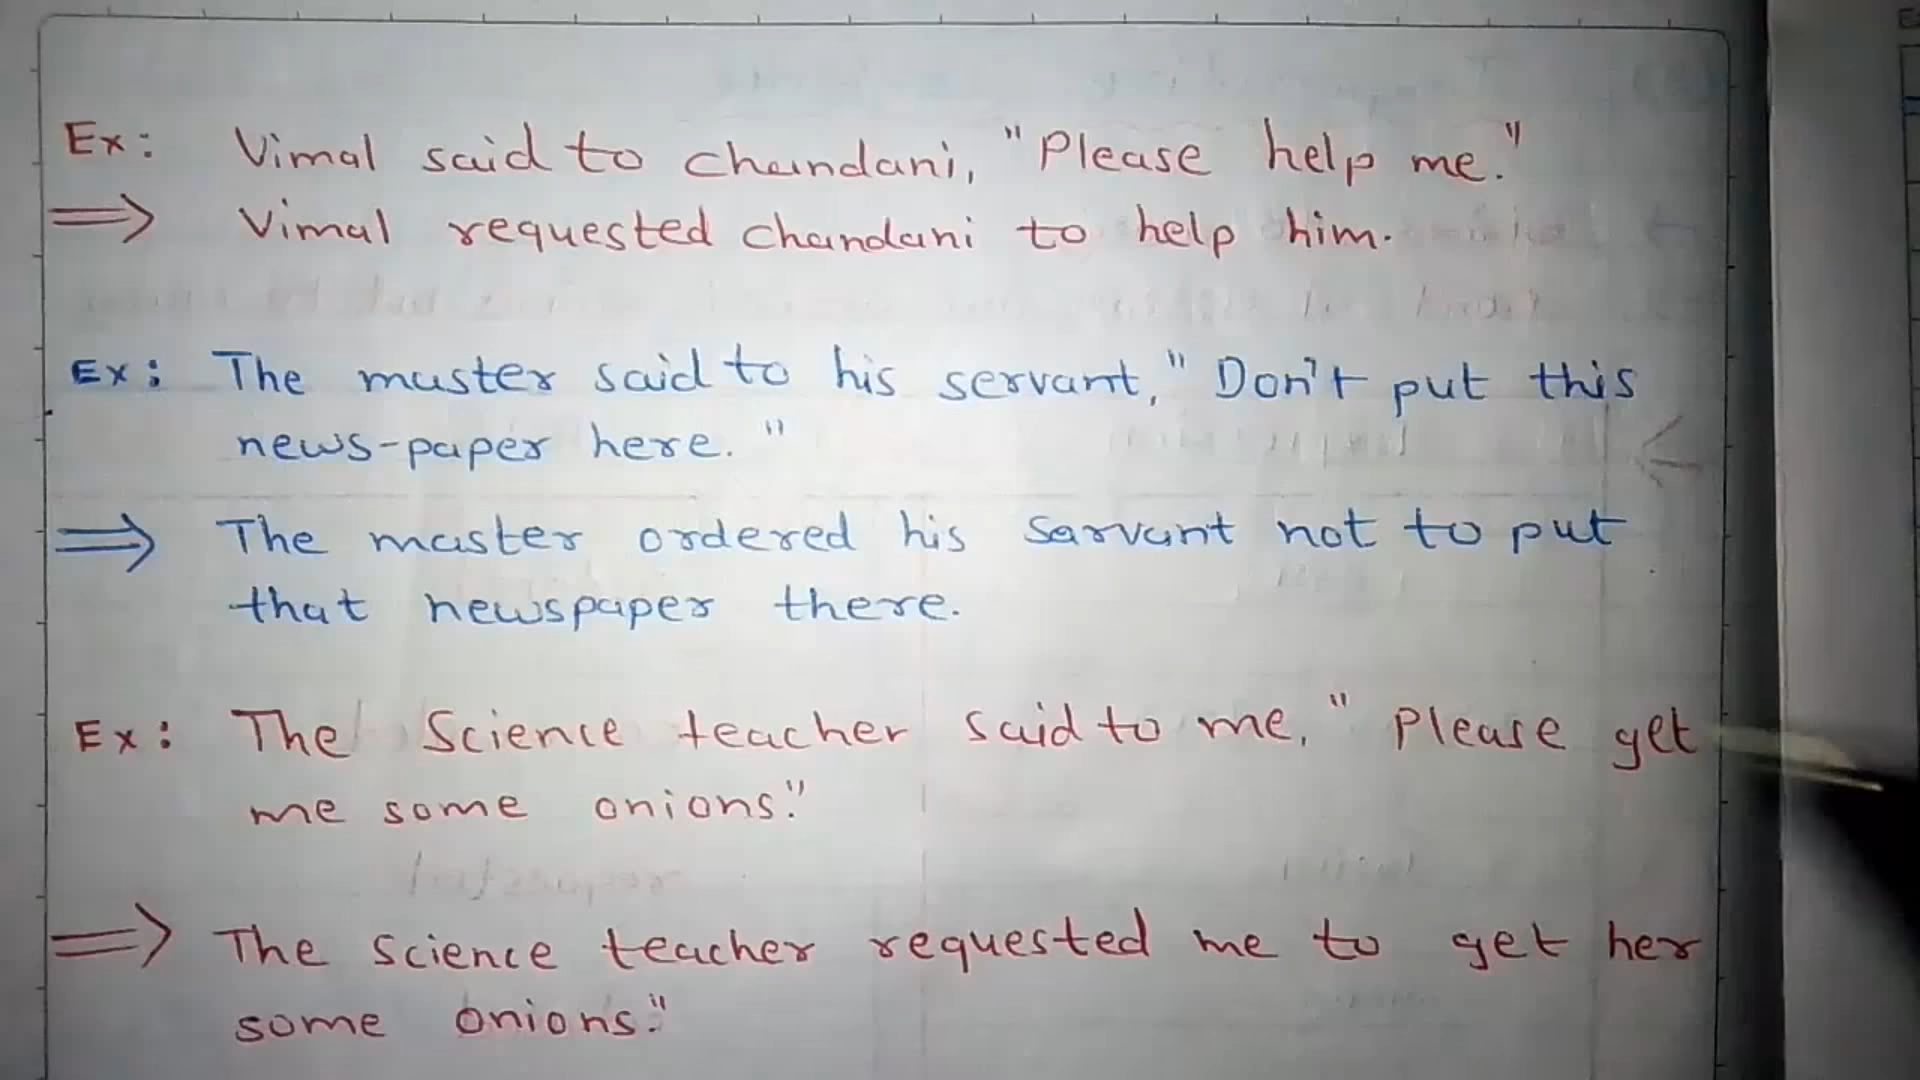 Ex: Vimal said to chandani, "Please help me."
⇒ Vimal requested chandani to help him.
Ex: The master said to his servant, "Don't put this
news-paper here."
⇒ The master ordered his sarvant not to put
that newspaper there.
Ex: The Science teacher said to me, "Please get
me some onions."
⇒ The science teacher requested me to get her
some onions."